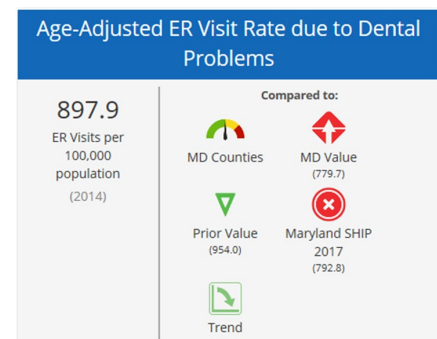 Age-Adjusted ER Visit Rate due to Dental
Problems
897.9
ER Visits per
100,000
population
(2014)
Compared to:
MD Counties
MD Value
(779.7)
Prior Value
(954.0)
Maryland SHIP
2017
(792.8)
Trend